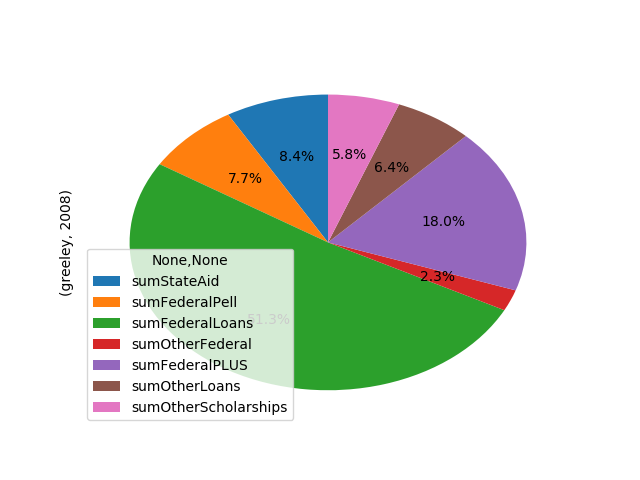 8.4%
5.8%
6.4%
7.7%
18.0%
2.3%
51.3%
(greeley, 2008)
None,None
sumStateAid
sumFederalPell
sumFederalLoans
sumOtherFederal
sumFederalPLUS
sumOtherLoans
sumOtherScholarships